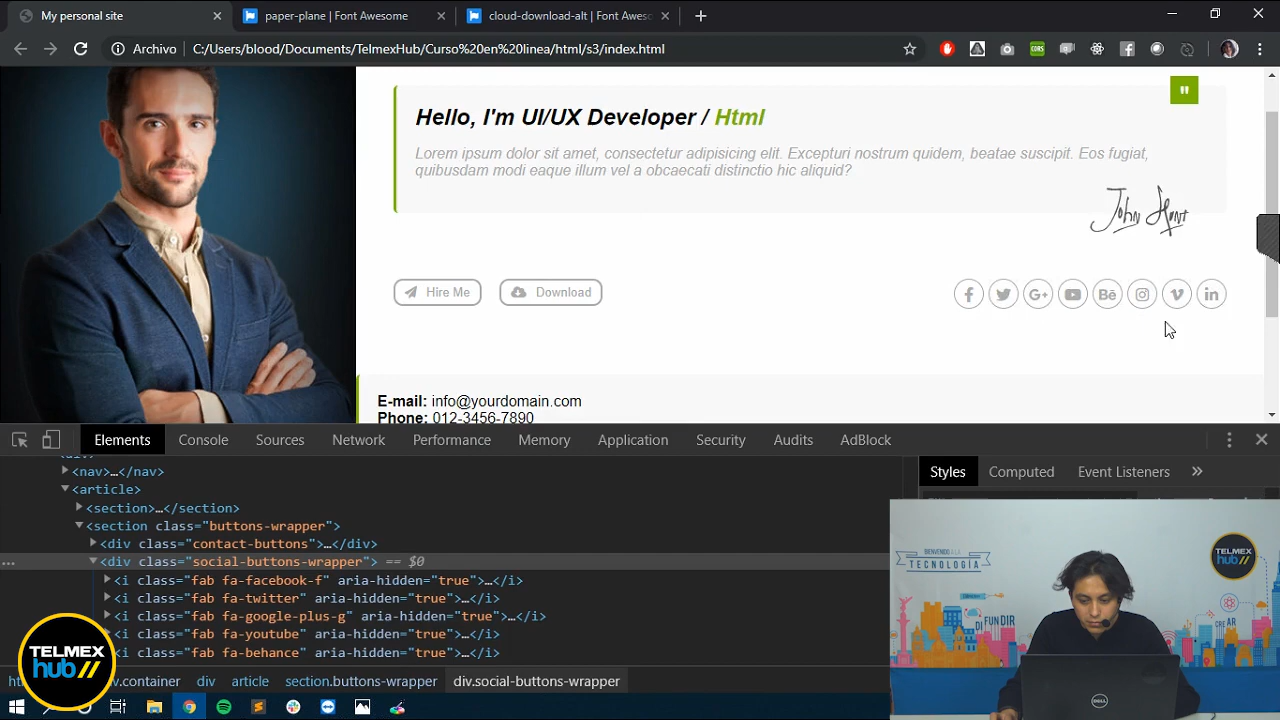 My personal site
paper-plane | Font Awesome
cloud-download-alt | Font Aweso
Archivo
C:/Users/blood/Documents/TelmexHub/Curso%20en%20linea/html/s3/index.html
CORS
"
Hello, I'm UI/UX Developer / Html
Lorem ipsum dolor sit amet, consectetur adipisicing elit. Excepturi nostrum quidem, beatae suscipit. Eos fugiat,
quibusdam modi eaque illum vel a obcaecati distinctio hic aliquid?
John Hunt
Hire Me
Download
E-mail: info@yourdomain.com
Phone: 012-3456-7890
Elements
Console
Sources
Network
Performance
Memory
Application
Security
Audits
AdBlock
<nav>…</nav>
<article>
<section>…</section>
<section class="buttons-wrapper">
<div class="contact-buttons">…</div>
<div class="social-buttons-wrapper"> == $0
<i class="fab fa-facebook-f" aria-hidden="true">…</i>
<i class="fab fa-twitter" aria-hidden="true">…</i>
<i class="fab fa-google-plus-g" aria-hidden="true">…</i>
<i class="fab fa-youtube" aria-hidden="true">…</i>
<i class="fab fa-behance" aria-hidden="true">…</i>
Styles
Computed
Event Listeners
BIENVENIDO A LA
TECNOLOGÍA
DIFUNDIR
CREAR
TELMEX
hub//
DELL
TELMEX
hub//
div
article
section.buttons-wrapper
div.social-buttons-wrapper